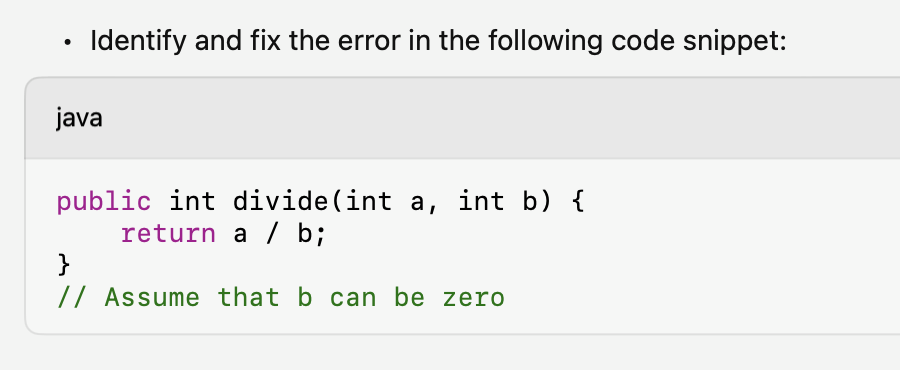 • Identify and fix the error in the following code snippet:
java
public int divide(int a, int b) {
    return a / b;
}
// Assume that b can be zero